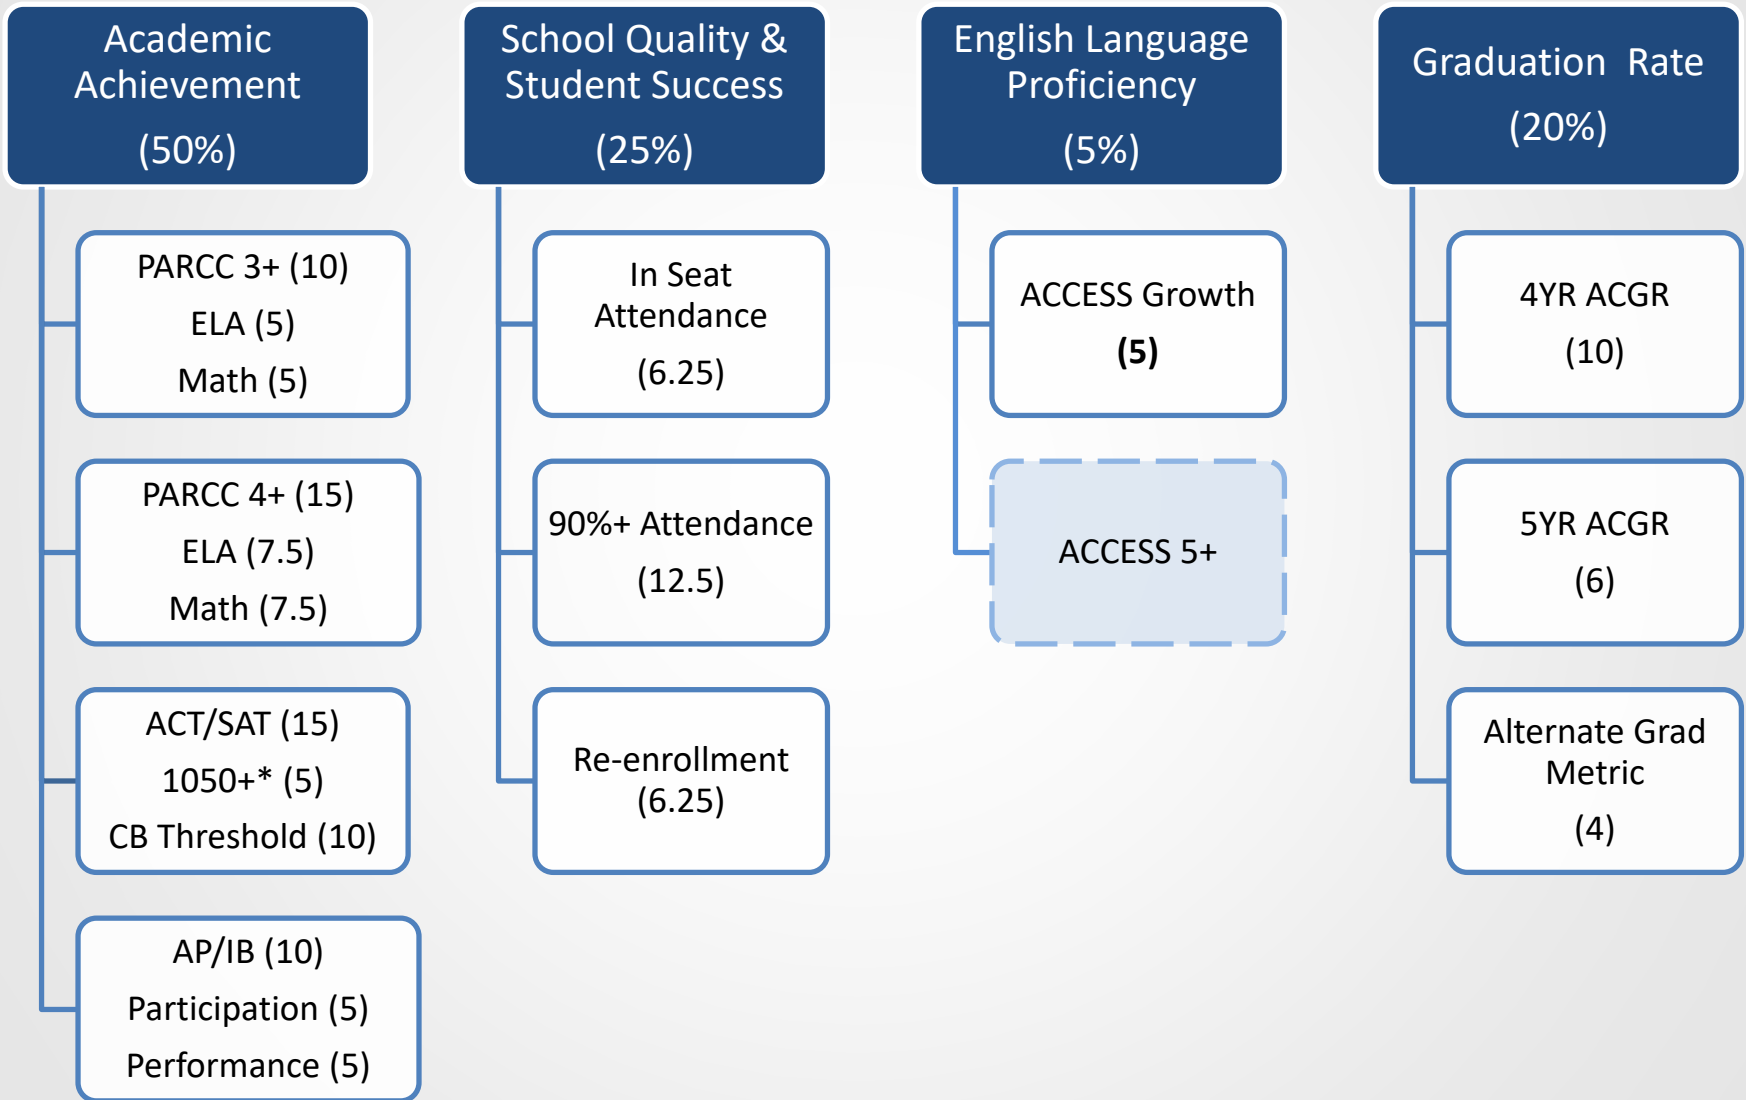 Academic
Achievement
(50%)
PARCC 3+ (10)
ELA (5)
Math (5)
PARCC 4+ (15)
ELA (7.5)
Math (7.5)
ACT/SAT (15)
1050+* (5)
CB Threshold (10)
AP/IB (10)
Participation (5)
Performance (5)
School Quality &
Student Success
(25%)
In Seat
Attendance
(6.25)
90%+ Attendance
(12.5)
Re-enrollment
(6.25)
English Language
Proficiency
(5%)
ACCESS Growth
(5)
ACCESS 5+
Graduation Rate
(20%)
4YR ACGR
(10)
5YR ACGR
(6)
Alternate Grad
Metric
(4)